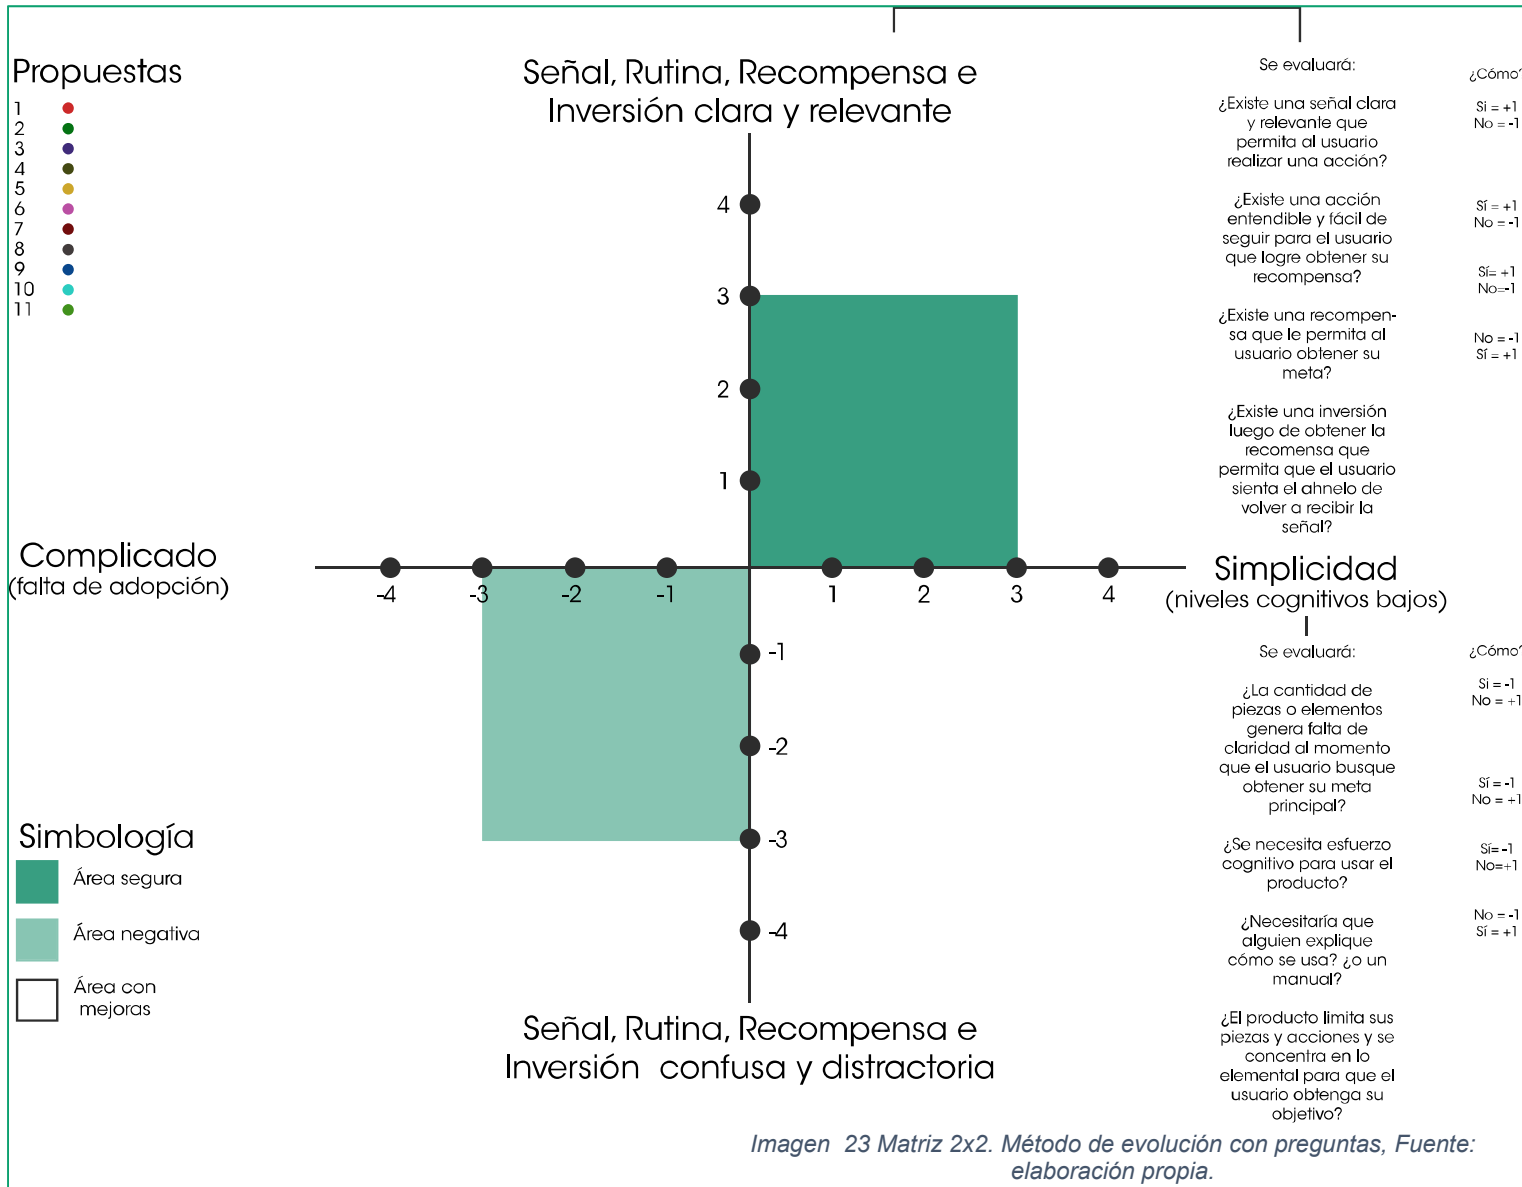 Propuestas
1
2
3
4
5
6
7
8
9
10
11
Señal, Rutina, Recompensa e
Inversión clara y relevante
4
3
2
1
Complicado
(falta de adopción)
-4
-3
-2
-1
1
2
3
4
Simplicidad
(niveles cognitivos bajos)
-1
-2
-3
-4
Señal, Rutina, Recompensa e
Inversión confusa y distractoria
Simbología
Área segura
Área negativa
Área con
mejoras
Se evaluará:
¿Cómo?
¿Existe una señal clara
y relevante que
permita al usuario
realizar una acción?
Si = +1
No = -1
¿Existe una acción
entendible y fácil de
seguir para el usuario
que logre obtener su
recompensa?
Sí = +1
No = -1
Sí= +1
No=-1
¿Existe una recompen-
sa que le permita al
usuario obtener su
meta?
No = -1
Sí = +1
¿Existe una inversión
luego de obtener la
recomensa que
permita que el usuario
sienta el ahnelo de
volver a recibir la
señal?
Se evaluará:
¿Cómo?
¿La cantidad de
piezas o elementos
genera falta de
claridad al momento
que el usuario busque
obtener su meta
principal?
Si = -1
No = +1
Sí = -1
No = +1
¿Se necesita esfuerzo
cognitivo para usar el
producto?
Sí= -1
No=+1
¿Necesitaría que
alguien explique
cómo se usa? ¿o un
manual?
No = -1
Sí = +1
¿El producto limita sus
piezas y acciones y se
concentra en lo
elemental para que el
usuario obtenga su
objetivo?
Imagen 23 Matriz 2x2. Método de evolución con preguntas, Fuente:
elaboración propia.